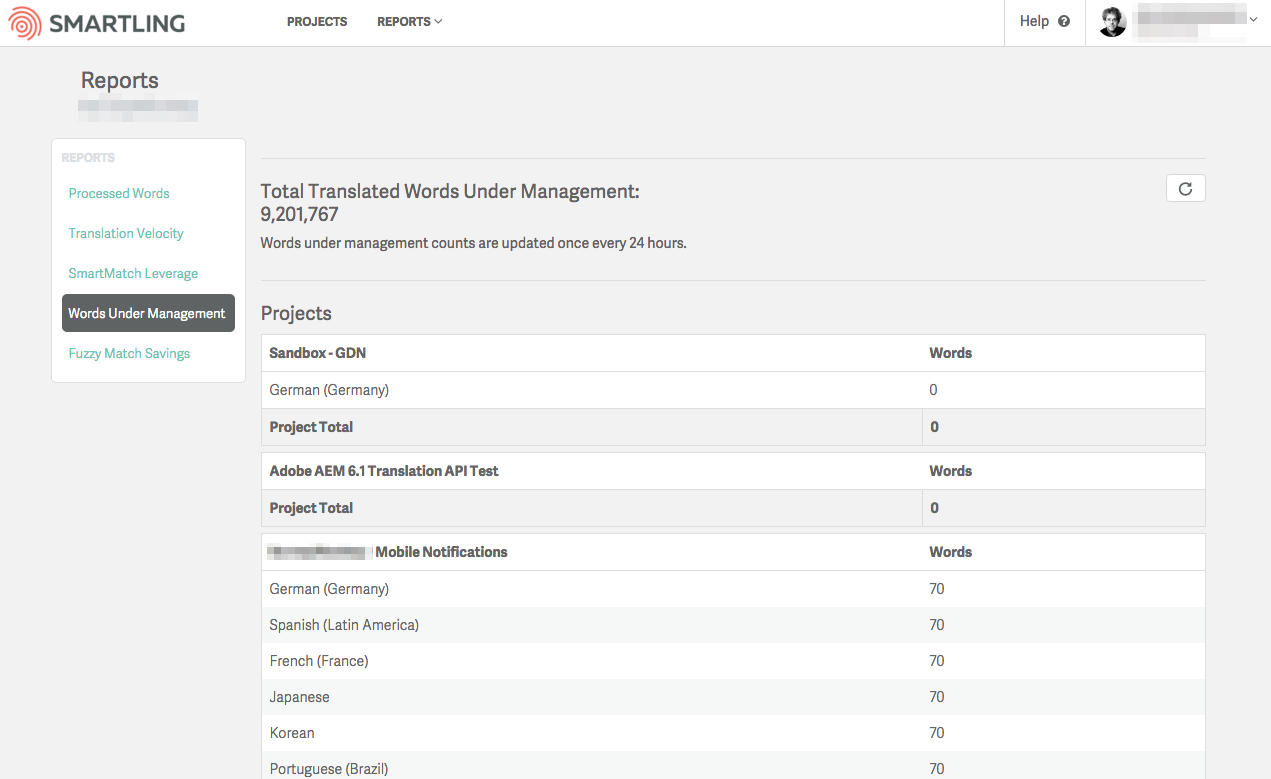 SMARTLING PROJECTS REPORTS Help ?
Reports
REPORTS
Processed Words
Translation Velocity
SmartMatch Leverage
Words Under Management
Fuzzy Match Savings
Total Translated Words Under Management:
9,201,767
Words under management counts are updated once every 24 hours.
Projects
Sandbox - GDN Words
German (Germany) 0
Project Total 0
Adobe AEM 6.1 Translation API Test Words
Project Total 0
Mobile Notifications Words
German (Germany) 70
Spanish (Latin America) 70
French (France) 70
Japanese 70
Korean 70
Portuguese (Brazil) 70